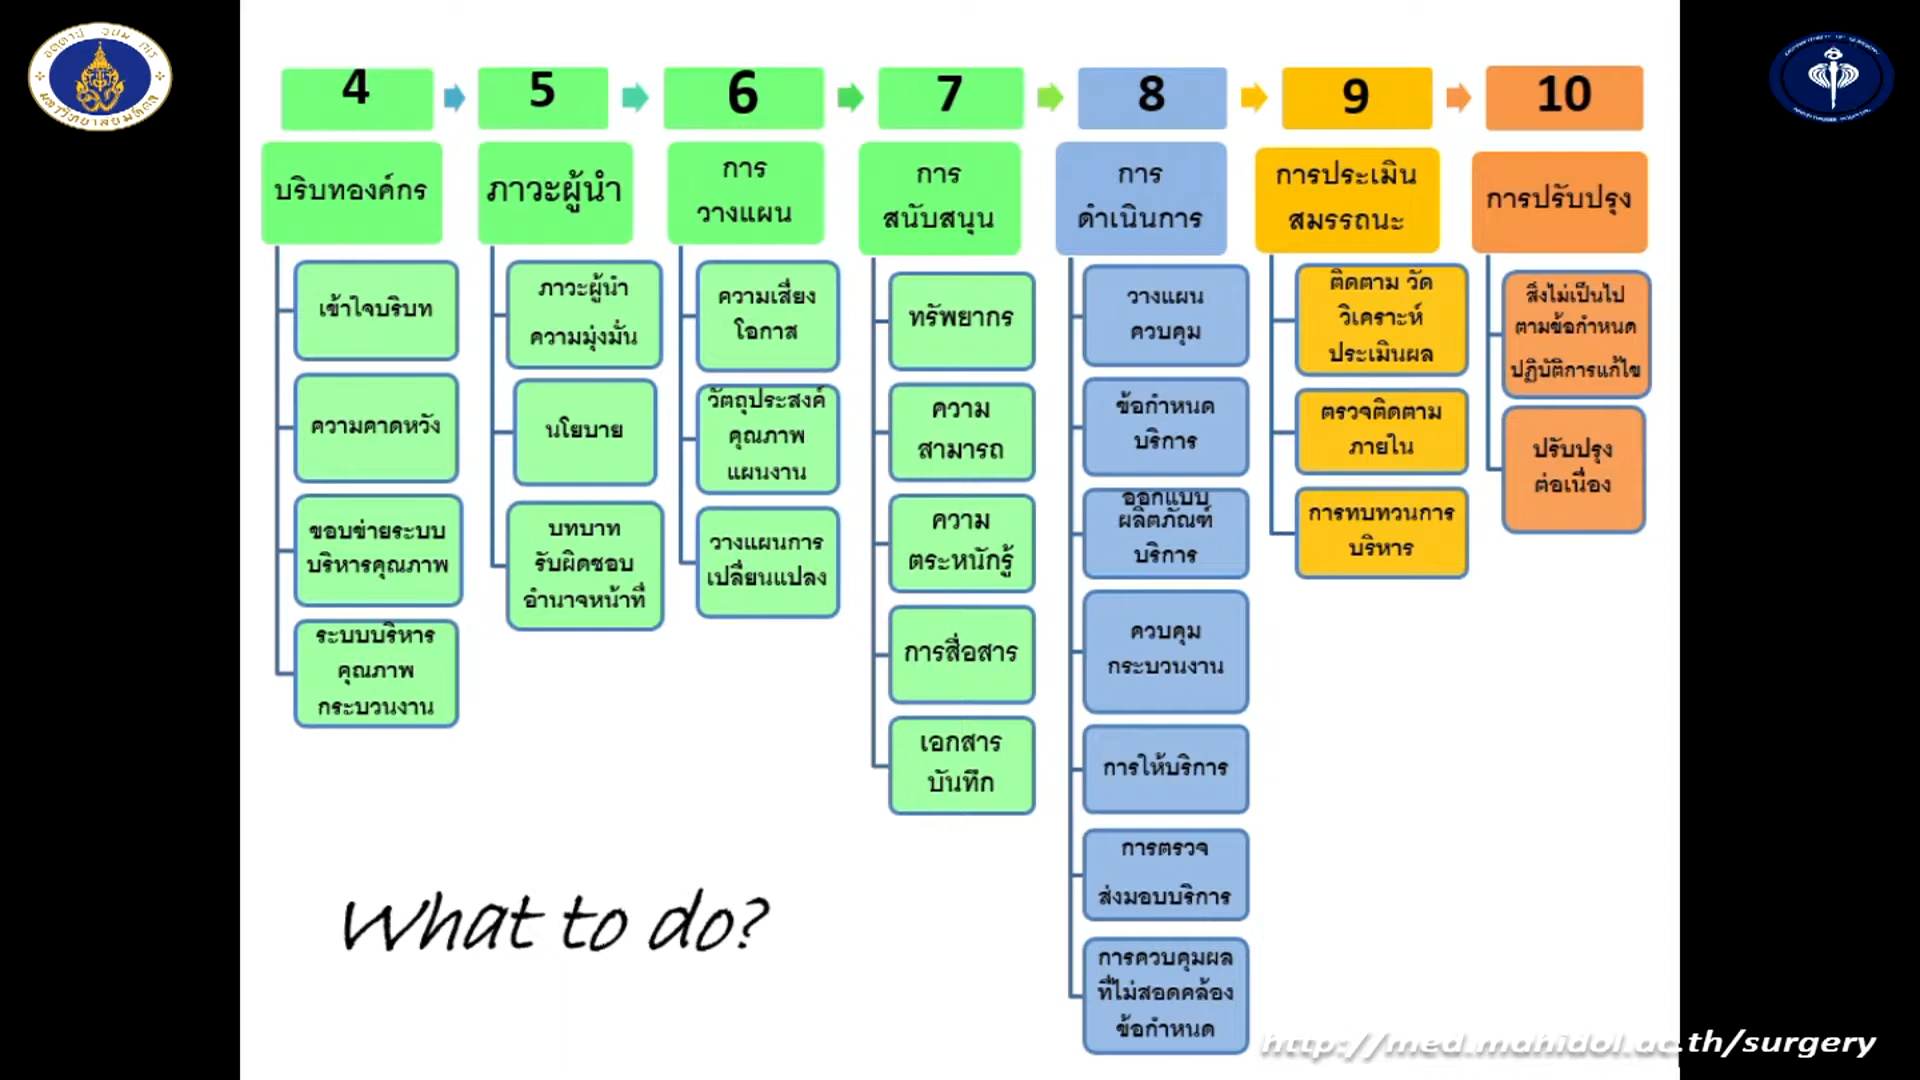 4
5
6
7
8
9
10
บริบทองค์กร
ภาวะผู้นำ
การ
วางแผน
การ
สนับสนุน
การ
ดำเนินการ
การประเมิน
สมรรถนะ
การปรับปรุง
เข้าใจบริบท
ความคาดหวัง
ขอบข่ายระบบ
บริหารคุณภาพ
ระบบบริหาร
คุณภาพ
กระบวนงาน
ภาวะผู้นำ
ความมุ่งมั่น
นโยบาย
บทบาท
รับผิดชอบ
อำนาจหน้าที่
ความเสี่ยง
โอกาส
วัตถุประสงค์
คุณภาพ
แผนงาน
วางแผนการ
เปลี่ยนแปลง
ทรัพยากร
ความ
สามารถ
ความ
ตระหนักรู้
การสื่อสาร
เอกสาร
บันทึก
วางแผน
ควบคุม
ข้อกำหนด
บริการ
ออกแบบ
ผลิตภัณฑ์
บริการ
ควบคุม
กระบวนงาน
การให้บริการ
การตรวจ
ส่งมอบบริการ
การควบคุมผล
ที่ไม่สอดคล้อง
ข้อกำหนด
ติดตาม วัด
วิเคราะห์
ประเมินผล
ตรวจติดตาม
ภายใน
การทบทวนการ
บริหาร
สิ่งไม่เป็นไป
ตามข้อกำหนด
ปฏิบัติการแก้ไข
ปรับปรุง
ต่อเนื่อง
What to do?
http://med.mahidol.ac.th/surgery